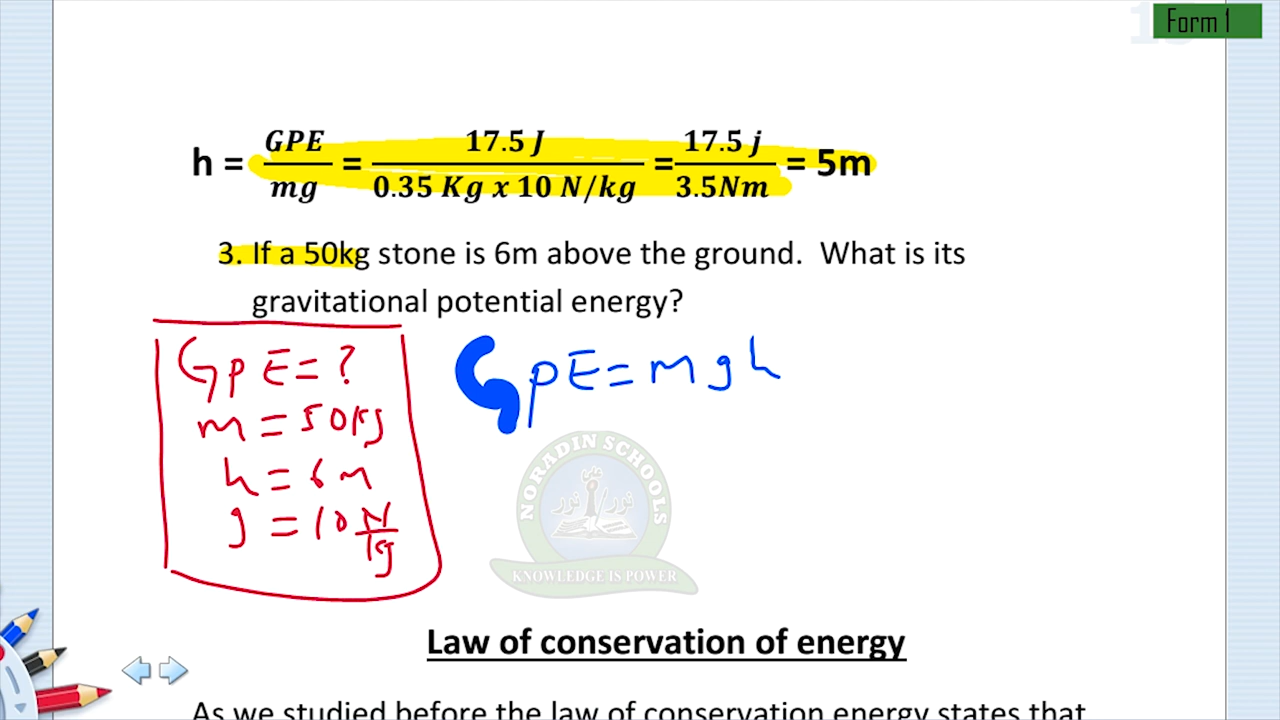 Form 1
h = GPE/mg = 17.5 J/0.35 Kg x 10 N/kg = 17.5 j/3.5Nm = 5m
3. If a 50kg stone is 6m above the ground. What is its
gravitational potential energy?
GPE = ?
m = 50kg
h = 6m
g = 10 N/kg
GPE = mgh
NORADIN SCHOOLS
نور
على
نور
KNOWLEDGE IS POWER
Law of conservation of energy
As we studied before the law of conservation energy states that